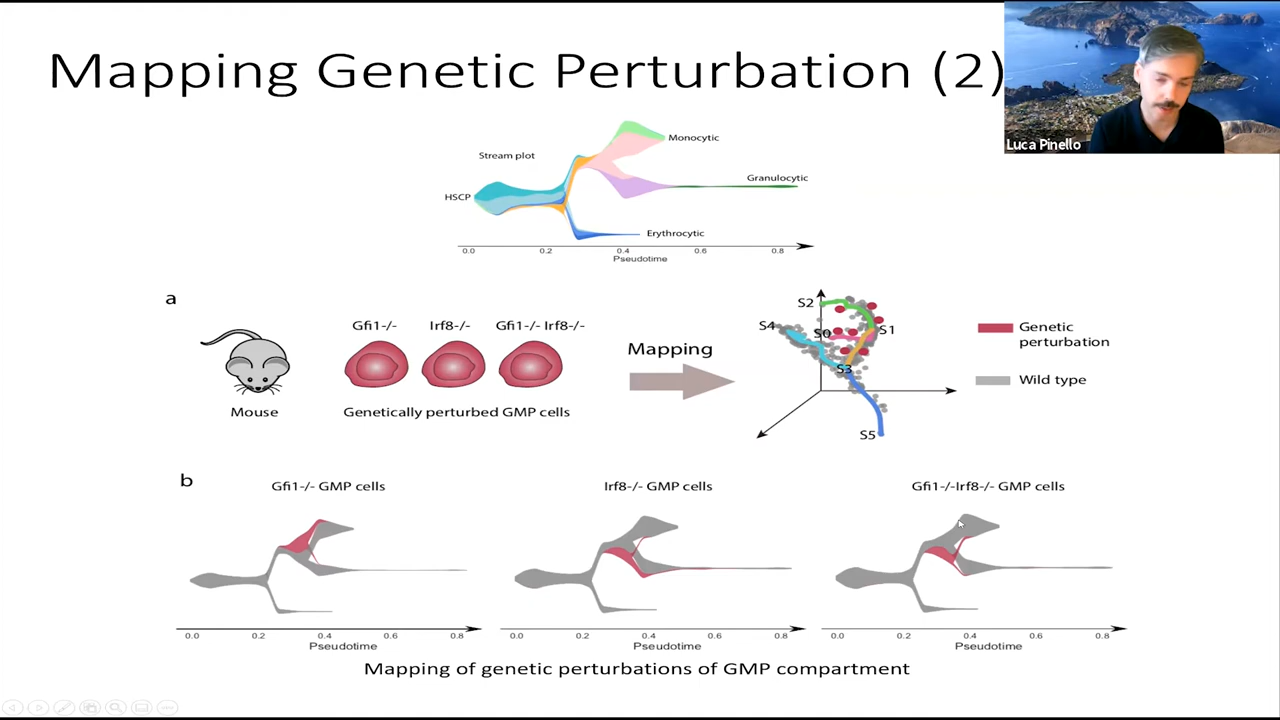 Mapping Genetic Perturbation (2)
Luca Pinello
Stream plot
Monocytic
Granulocytic
HSCP
Erythrocytic
0.0 0.2 0.4 0.6 0.8
Pseudotime
a
Gfi1-/- Irf8-/- Gfi1-/- Irf8-/-
Mouse
Genetically perturbed GMP cells
Mapping
S2
S4
S0
S1
S3
S5
Genetic
perturbation
Wild type
b
Gfi1-/- GMP cells
Irf8-/- GMP cells
Gfi1-/-Irf8-/- GMP cells
0.0 0.2 0.4 0.6 0.8
Pseudotime
0.0 0.2 0.4 0.6 0.8
Pseudotime
0.0 0.2 0.4 0.6 0.8
Pseudotime
Mapping of genetic perturbations of GMP compartment